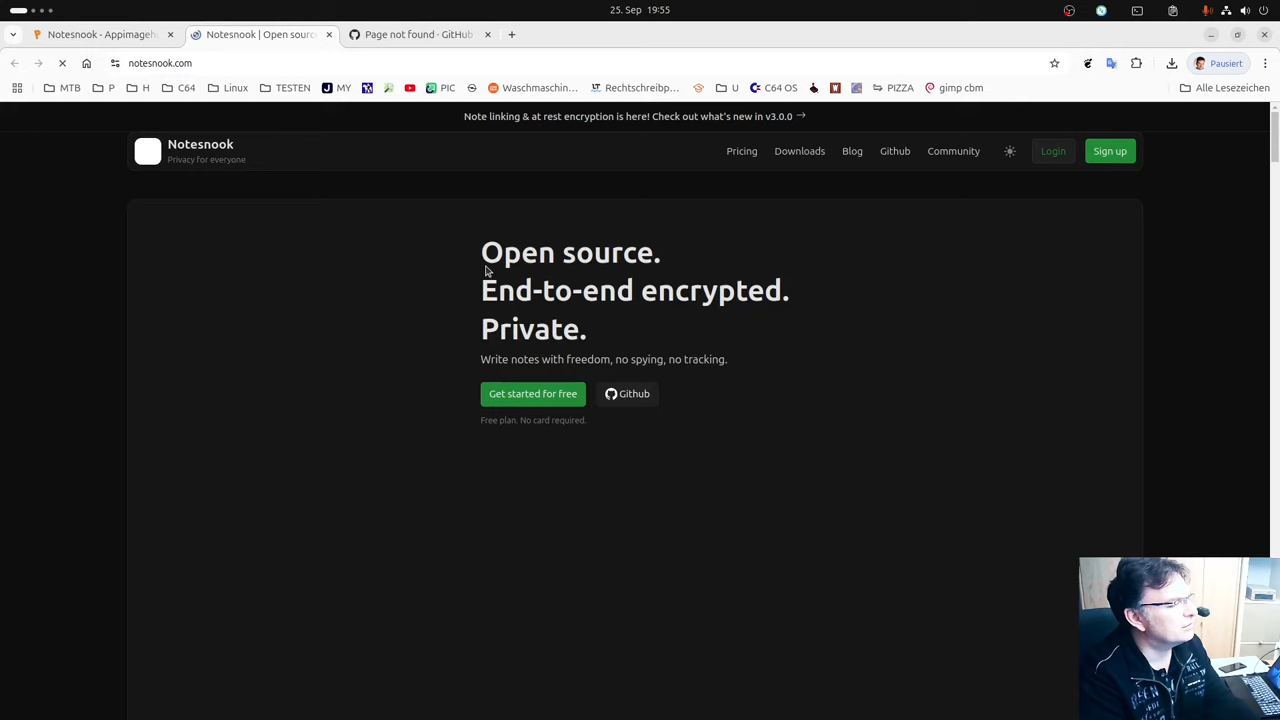 25. Sep 19:55
Notesnook - Appimageh
Notesnook | Open sourc
Page not found · GitHub
notesnook.com
Pausiert
MTB
P
H
C64
Linux
TESTEN
MY
PIC
Waschmaschin...
Rechtschreibp...
U
C64 OS
PIZZA
gimp cbm
Alle Lesezeichen
Note linking & at rest encryption is here! Check out what's new in v3.0.0 →
Notesnook
Privacy for everyone
Pricing
Downloads
Blog
Github
Community
Login
Sign up
Open source.
End-to-end encrypted.
Private.
Write notes with freedom, no spying, no tracking.
Get started for free
Github
Free plan. No card required.